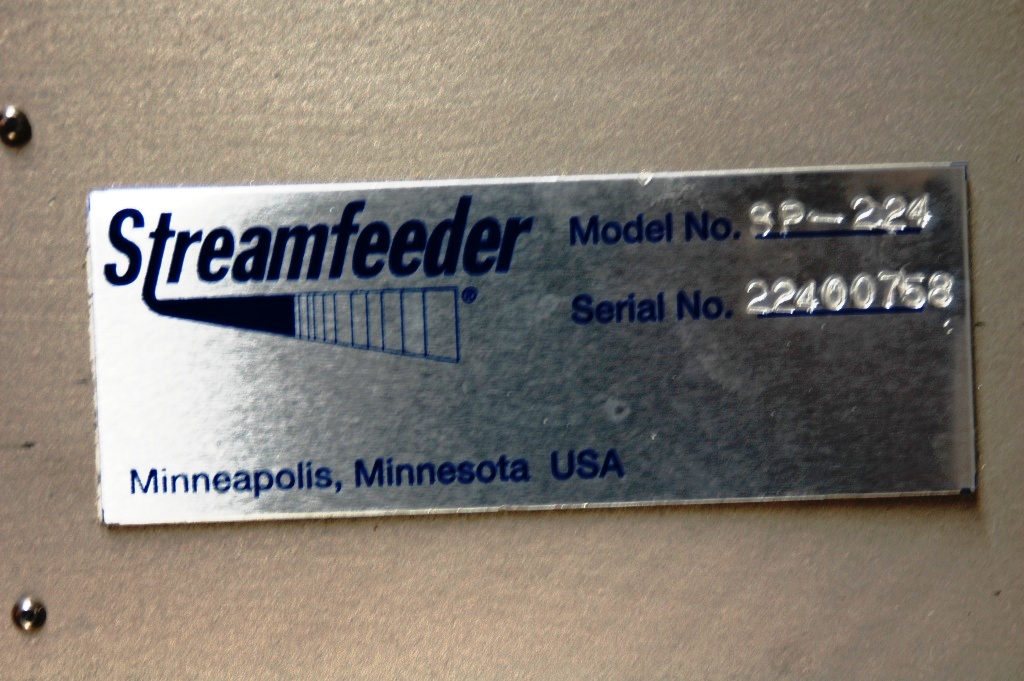 Streamfeeder®
Model No. SP-224
Serial No. 22400758
Minneapolis, Minnesota USA